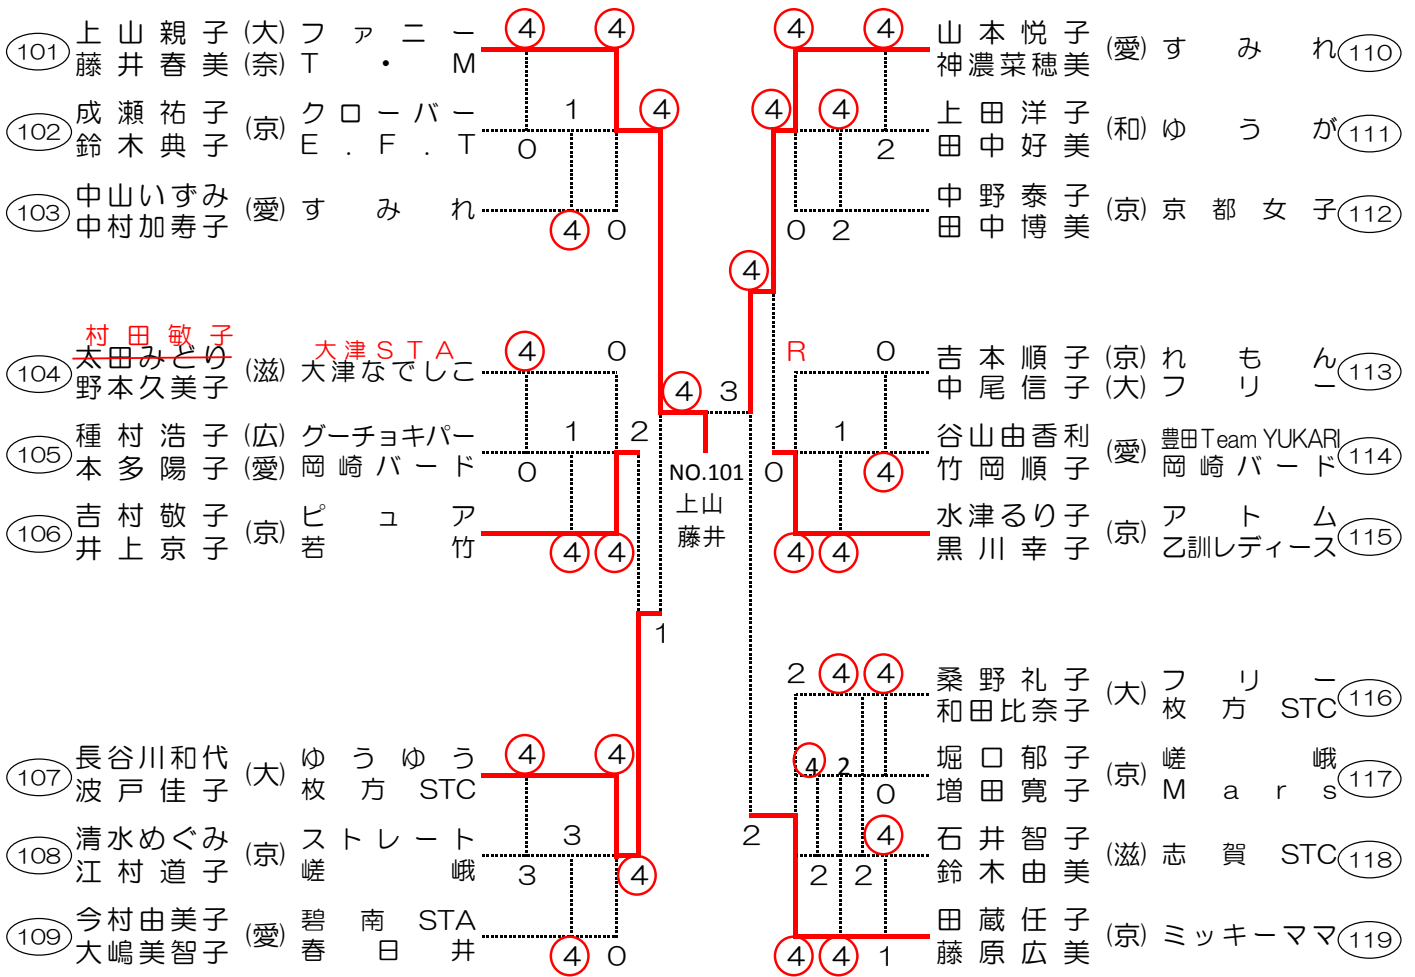 101 上山親子 (大) ファニー ④ ④
藤井春美 (奈) T・M
1 ④
102 成瀬祐子 (京) クローバー
鈴木典子 E.F.T 0
103 中山いずみ (愛) すみれ
中村加寿子 ④ 0
村田敏子 大津STA
104 太田みどり (滋) 大津なでしこ ④ 0
野本久美子
④ 3
105 種村浩子 (広) グーチョキパー 1 2
本多陽子 (愛) 岡崎バード 0
106 吉村敬子 (京) ピュア
井上京子 若竹 ④ ④
NO.101
上山
藤井
1
107 長谷川和代 (大) ゆうゆう ④ ④
波戸佳子 枚方STC
108 清水めぐみ (京) ストレート 3
江村道子 嵯峨 3 ④
109 今村由美子 (愛) 碧南STA
大嶋美智子 春日井 ④ 0
④ ④ 山本悦子 (愛) すみれ 110
神濃菜穂美
④ ④ 上田洋子 (和) ゆうが 111
2 田中好美
中野泰子 (京) 京都女子 112
0 2 田中博美
④
R 0 吉本順子 (京) れもん 113
中尾信子 (大) フリー
1 谷山由香利 (愛) 豊田Team YUKARI 114
0 ④ 竹岡順子 岡崎バード
水津るり子 (京) アトム 115
④ ④ 黒川幸子 乙訓レディース
2 ④ ④ 桑野礼子 (大) フリー 116
和田比奈子 枚方STC
4 2 堀口郁子 (京) 嵯峨 117
0 増田寛子 Mars
2 ④ 石井智子 (滋) 志賀STC 118
2 2 鈴木由美
田蔵任子 (京) ミッキーママ 119
④ ④ 1 藤原広美